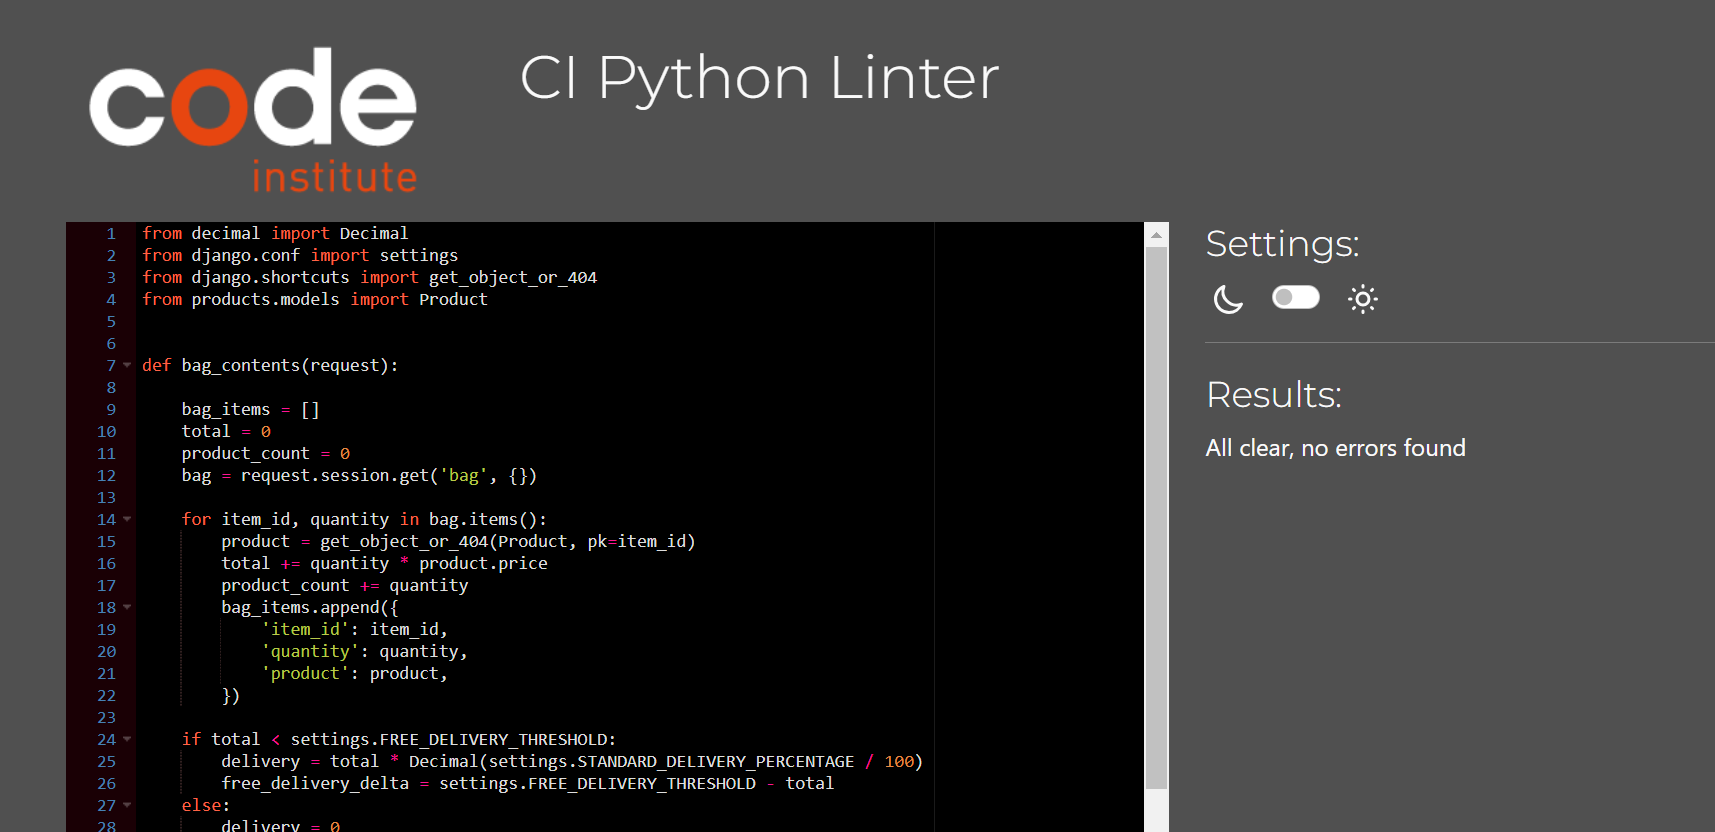 code
institute
CI Python Linter
1 from decimal import Decimal
2 from django.conf import settings
3 from django.shortcuts import get_object_or_404
4 from products.models import Product
5
6
7 def bag_contents(request):
8
9     bag_items = []
10     total = 0
11     product_count = 0
12     bag = request.session.get('bag', {})
13
14     for item_id, quantity in bag.items():
15         product = get_object_or_404(Product, pk=item_id)
16         total += quantity * product.price
17         product_count += quantity
18         bag_items.append({
19             'item_id': item_id,
20             'quantity': quantity,
21             'product': product,
22         })
23
24     if total < settings.FREE_DELIVERY_THRESHOLD:
25         delivery = total * Decimal(settings.STANDARD_DELIVERY_PERCENTAGE / 100)
26         free_delivery_delta = settings.FREE_DELIVERY_THRESHOLD - total
27     else:
28         delivery = 0
Settings:
Results:
All clear, no errors found